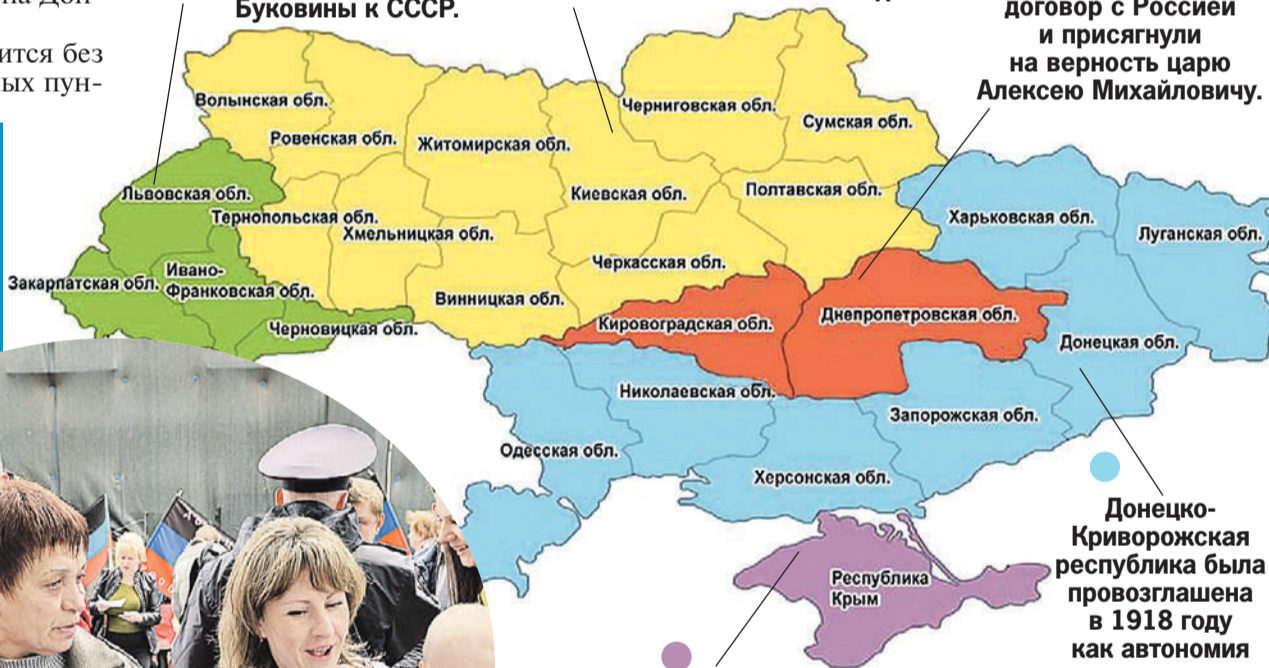 на Дон-
ится без
ых пун-
Буковины к СССР.
договор с Россией
и присягнули
на верность царю
Алексею Михайловичу.
Волынская обл.
Ровенская обл.
Житомирская обл.
Черниговская обл.
Сумская обл.
Львовская обл.
Тернопольская обл.
Хмельницкая обл.
Киевская обл.
Полтавская обл.
Харьковская обл.
Луганская обл.
Закарпатская обл.
Ивано-
Франковская обл.
Черновицкая обл.
Винницкая обл.
Черкасская обл.
Кировоградская обл.
Днепропетровская обл.
Донецкая обл.
Николаевская обл.
Запорожская обл.
Одесская обл.
Херсонская обл.
Республика
Крым
Донецко-
Криворожская
республика была
провозглашена
в 1918 году
как автономия